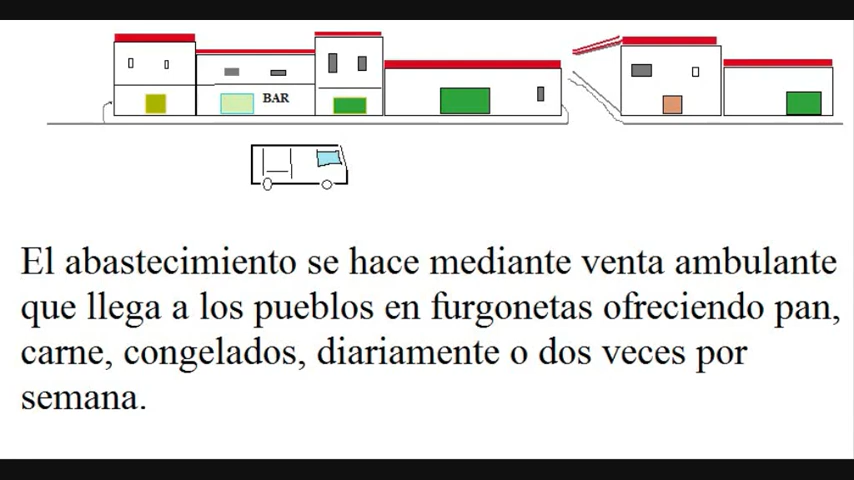 BAR
El abastecimiento se hace mediante venta ambulante
que llega a los pueblos en furgonetas ofreciendo pan,
carne, congelados, diariamente o dos veces por
semana.